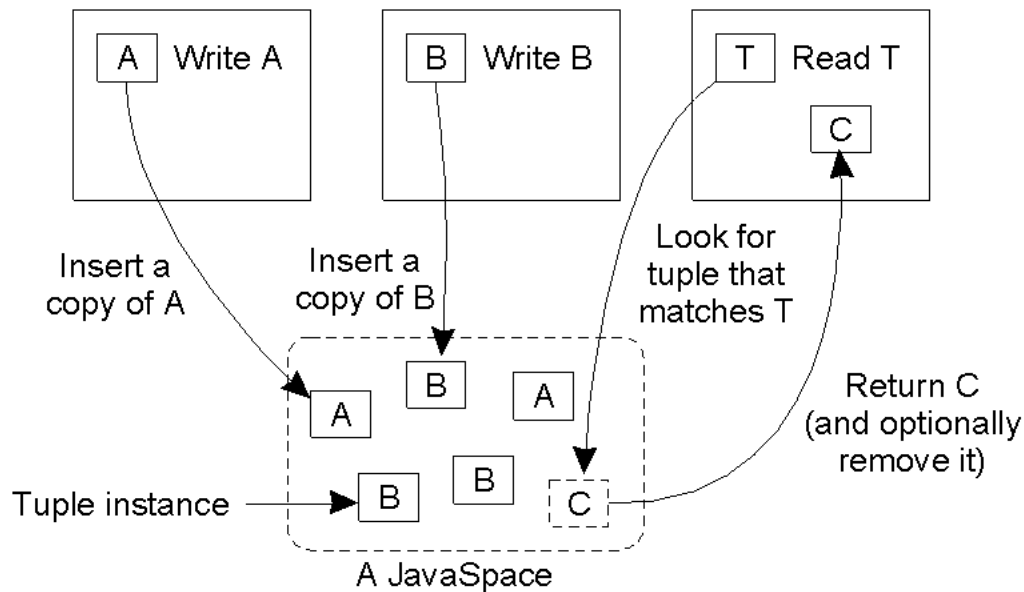 A Write A
B Write B
T Read T
C
Insert a
copy of A
Insert a
copy of B
Look for
tuple that
matches T
A
B
A
Return C
(and optionally
remove it)
Tuple instance
B
B
C
A JavaSpace